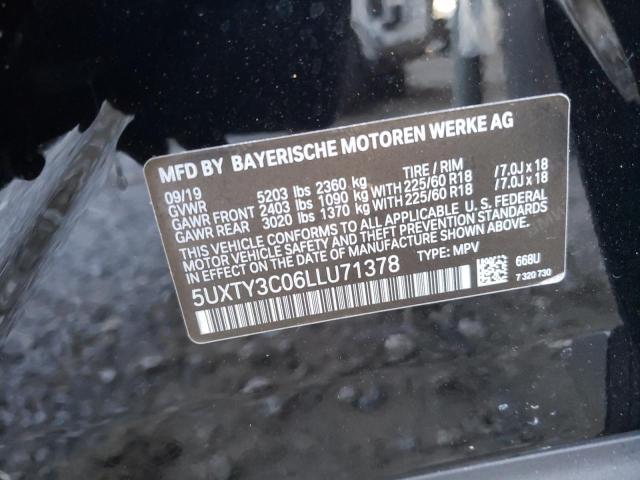 MFD BY BAYERISCHE MOTOREN WERKE AG
09/19 TIRE / RIM
GVWR 5203 lbs 2360 kg
GAWR FRONT 2403 lbs 1090 kg WITH 225/60 R18 /7.0J x 18
GAWR REAR 3020 lbs 1370 kg WITH 225/60 R18 /7.0J x 18
THIS VEHICLE CONFORMS TO ALL APPLICABLE U. S. FEDERAL
MOTOR VEHICLE SAFETY, AND THEFT PREVENTION STANDARDS
IN EFFECT ON THE DATE OF MANUFACTURE SHOWN ABOVE.
5UXTY3C06LLU71378 TYPE: MPV
668U
7 320 730